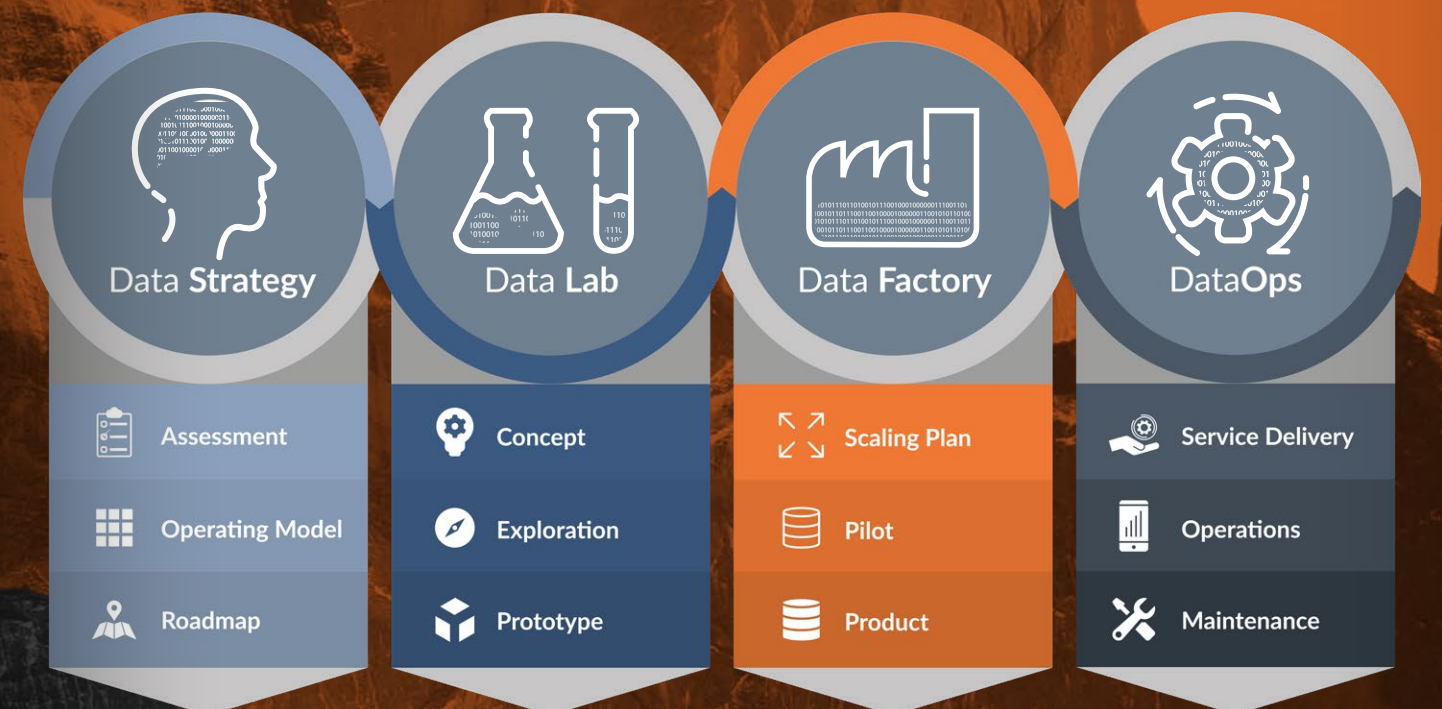 Data Strategy
Assessment
Operating Model
Roadmap
Data Lab
Concept
Exploration
Prototype
Data Factory
Scaling Plan
Pilot
Product
DataOps
Service Delivery
Operations
Maintenance